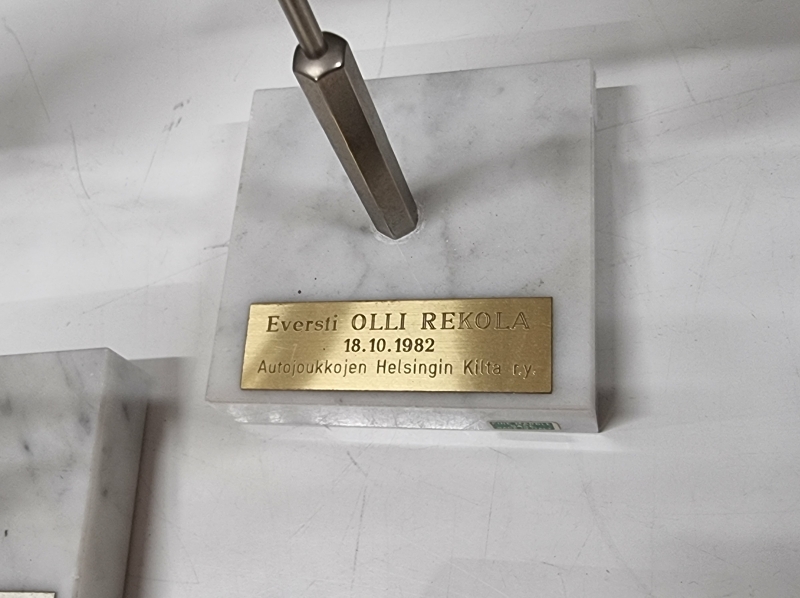 Eversti OLLI REKOLA
18.10.1982
Autojoukkojen Helsingin Kilta r.y.